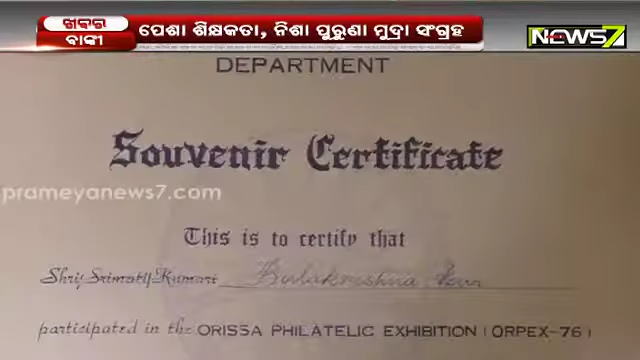 ଖବର
ବାଙ୍କୀ
ପେଶା ଶିକ୍ଷକତା, ନିଶା ପୁରୁଣା ମୁଦ୍ରା ସଂଗ୍ରହ
NEWS7
DEPARTMENT
Souvenir Certificate
prameyanews7.com
This is to certify that
Shri/Srimati/Kumari
participated in the ORISSA PHILATELIC EXHIBITION (ORPEX-76)